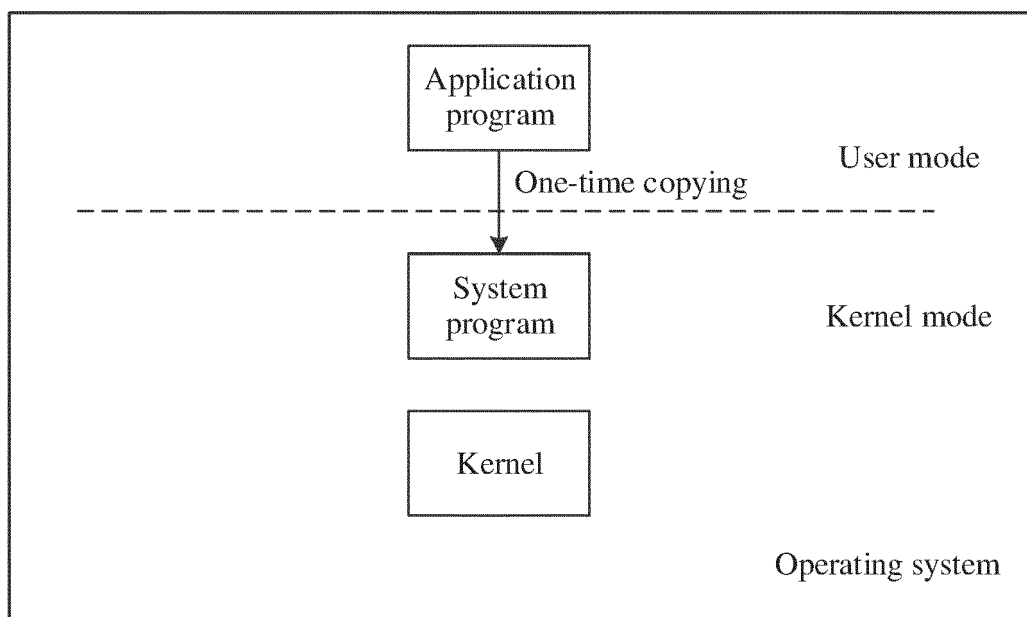 Application
program
User mode
One-time copying
System
program
Kernel mode
Kernel
Operating system